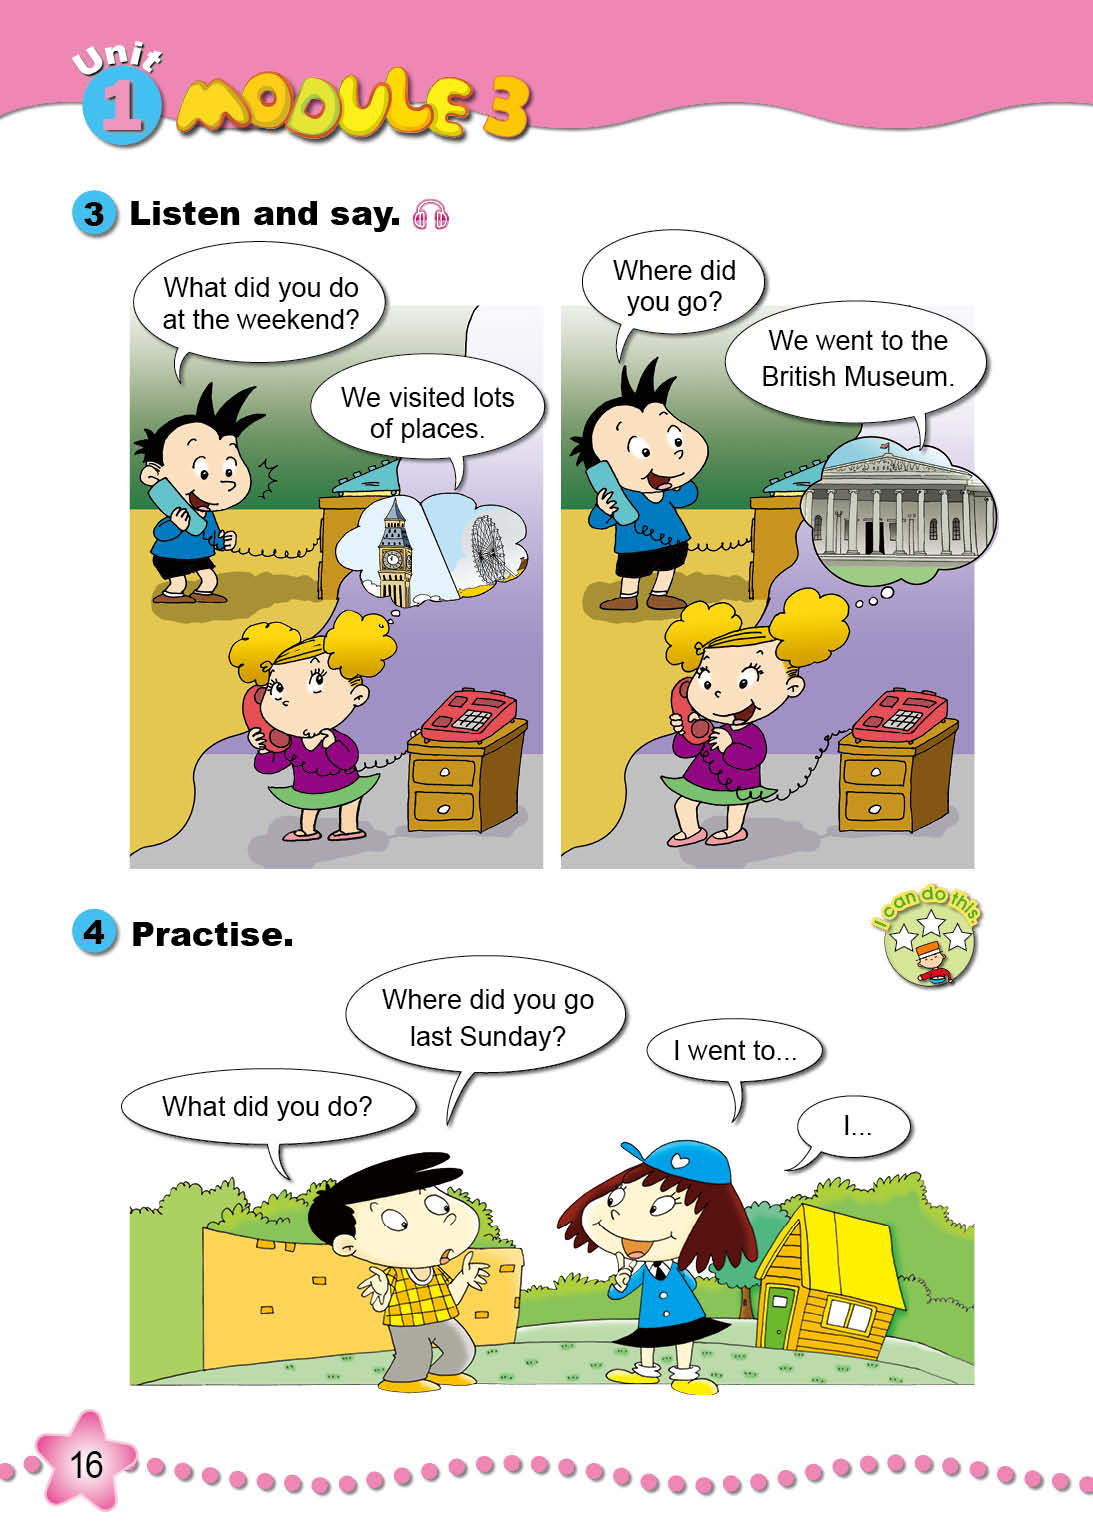 Unit
1 MODULE 3
3 Listen and say.
What did you do
at the weekend?
We visited lots
of places.
Where did
you go?
We went to the
British Museum.
4 Practise.
I can do this.
Where did you go
last Sunday?
I went to...
What did you do?
I...
16